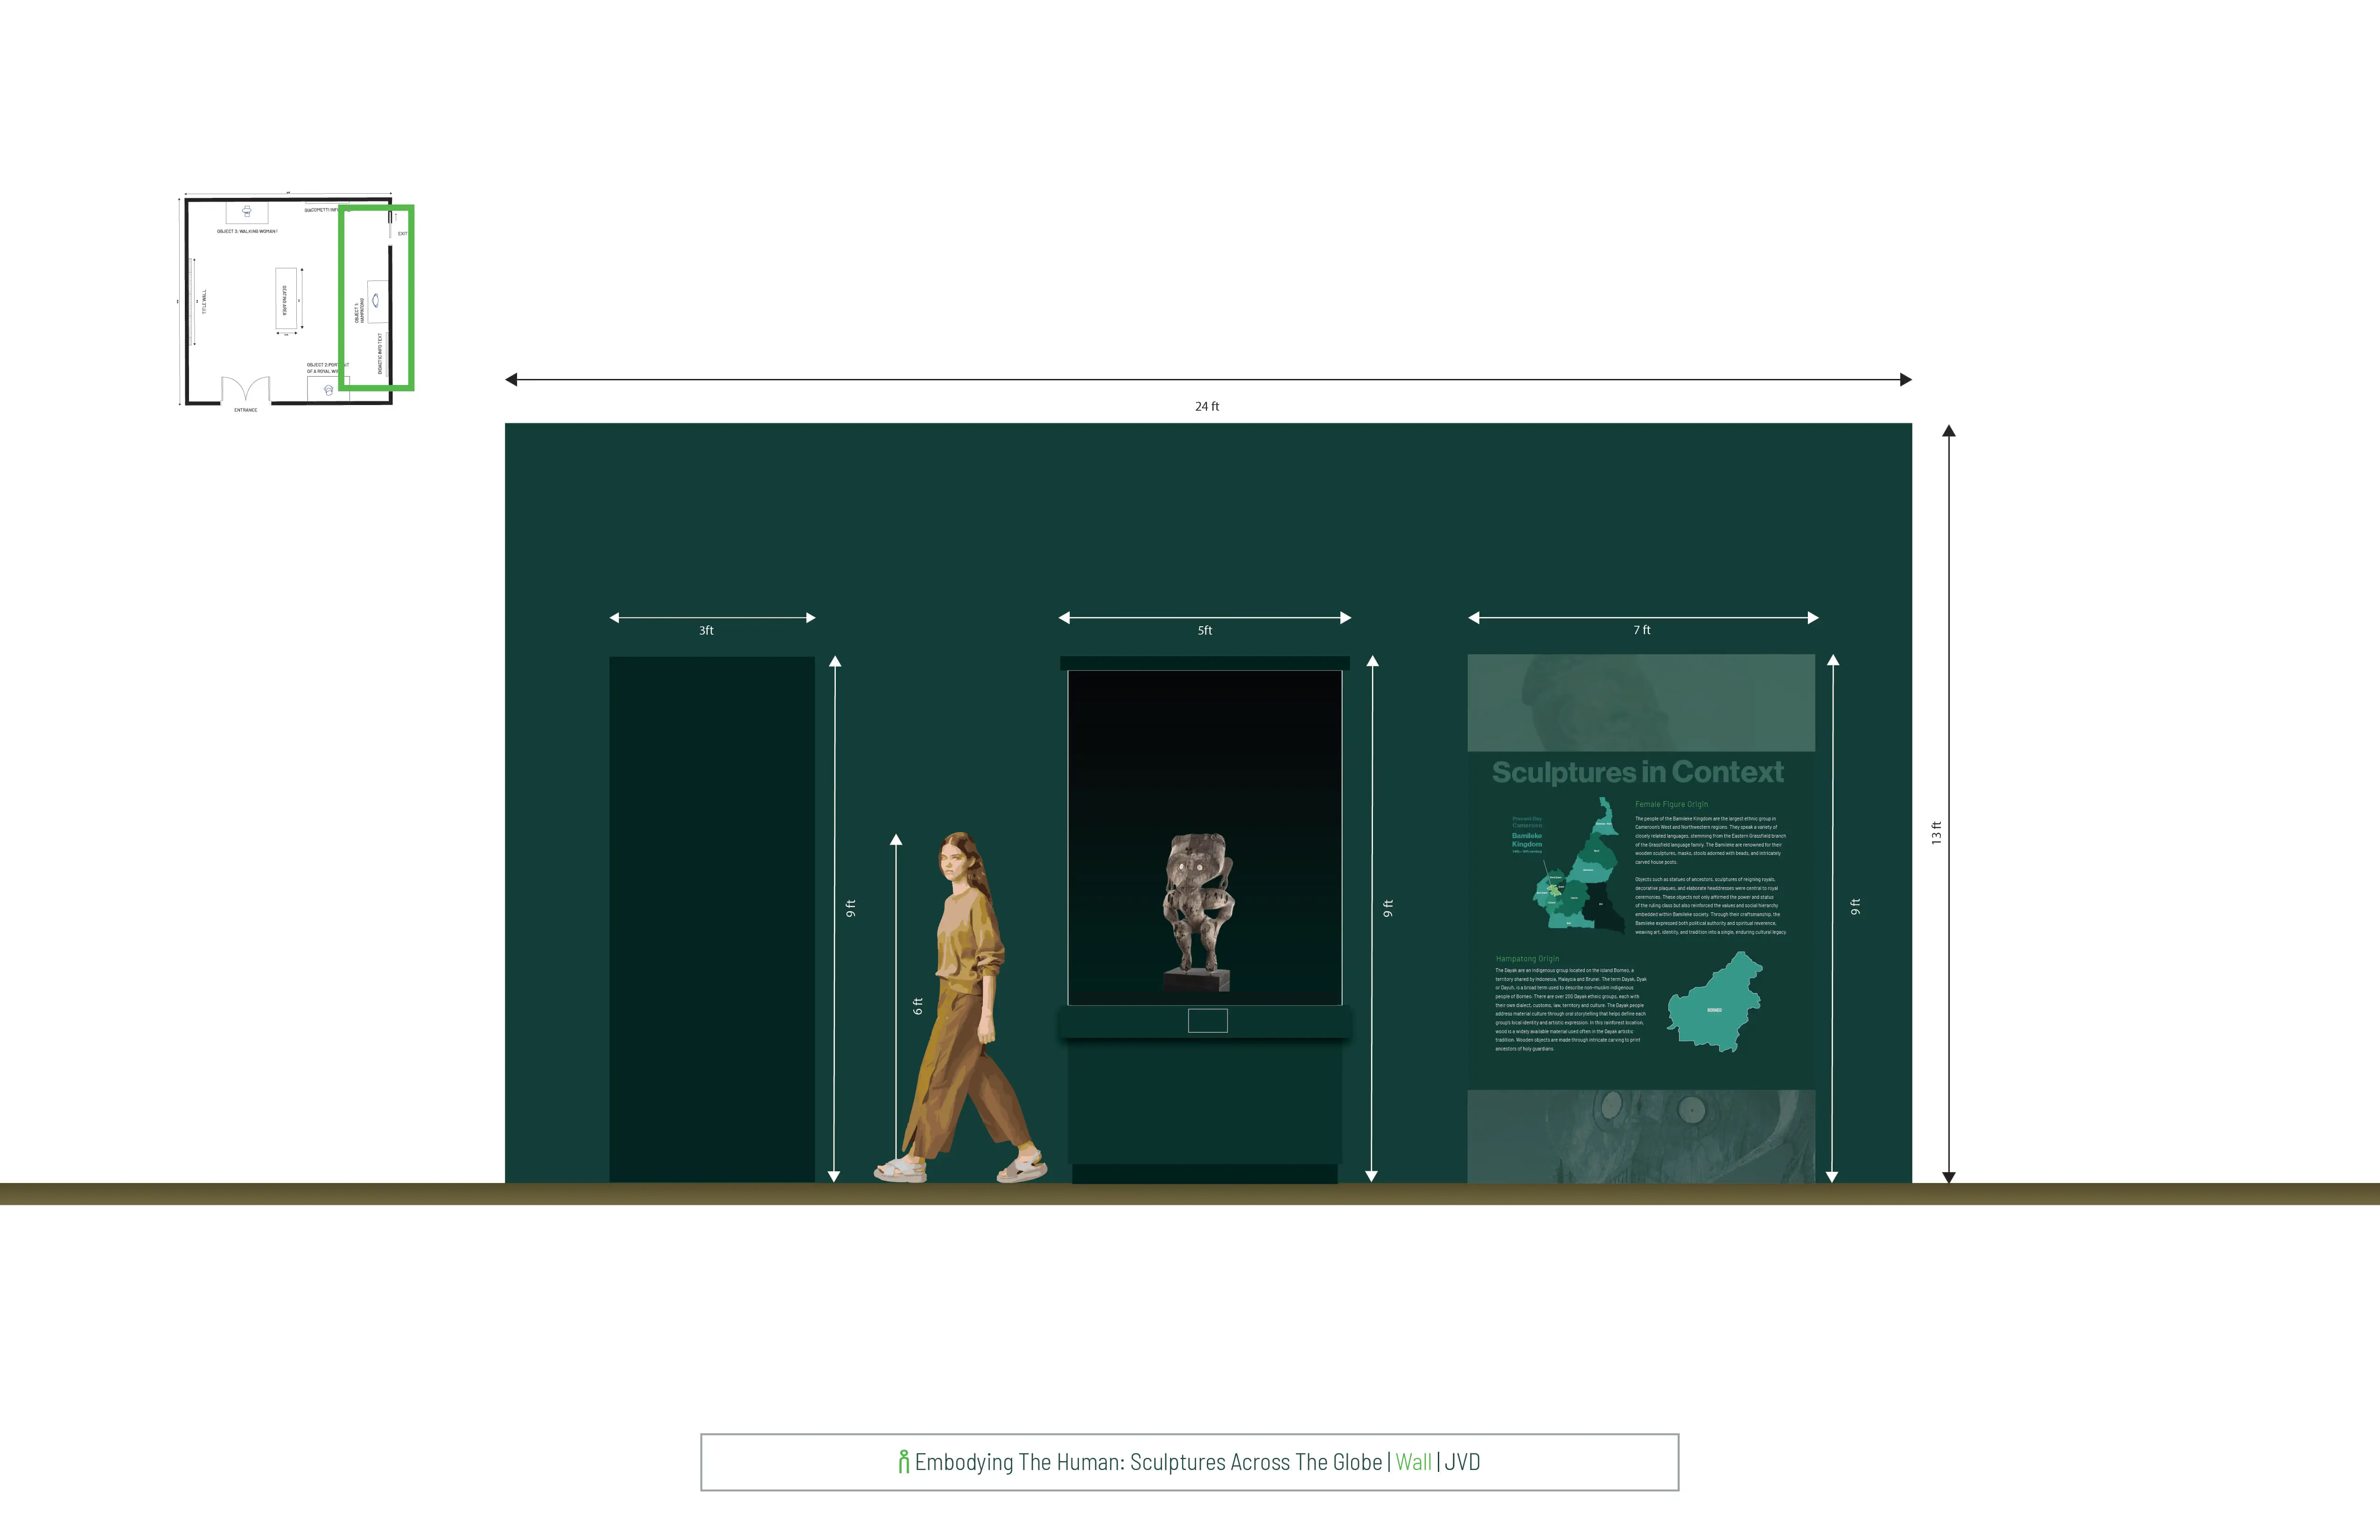 GIACOMETTI INFO
EXIT
OBJECT 3: WALKING WOMAN I
TITLE WALL
SEATING AREA
OBJECT 1:
HAMPATONG
DIDACTIC INFO TEXT
OBJECT 2: PORTRAIT
OF A ROYAL WI
ENTRANCE
24 ft
13 ft
3ft
5ft
7 ft
9 ft
6 ft
9 ft
9 ft
Sculptures in Context
Present Day
Cameroon
Bamileke
Kingdom
Female Figure Origin
The people of the Bamileke Kingdom are the largest ethnic group in
Cameroon's West and Northwestern regions. They speak a variety of
closely related languages, stemming from the Eastern Grassfield branch
of the Grassfield language family. The Bamileke are renowned for their
wooden sculptures, masks, stools adorned with beads, and intricately
carved house posts.
Objects such as statues of ancestors, sculptures of reigning royals,
decorative plaques, and elaborate headdresses were central to royal
ceremonies. These objects not only affirmed the power and status
of the ruling class but also reinforced the values and social hierarchy
embedded within Bamileke society. Through their craftsmanship, the
Bamileke expressed both political authority and spiritual reverence,
weaving art, identity, and tradition into a single, enduring cultural legacy.
Hampatong Origin
The Dayak are an indigenous group located on the island Borneo, a
territory shared by Indonesia, Malaysia and Brunei. The term Dayak, Dyak
or Dayuh, is a broad term used to describe non-muslim indigenous
people of Borneo. There are over 200 Dayak ethnic groups, each with
their own dialect, customs, law, territory and culture. The Dayak people
address material culture through oral storytelling that helps define each
group's local identity and artistic expression. In this rainforest location,
wood is a widely available material used often in the Dayak artistic
tradition. Wooden objects are made through intricate carving to print
ancestors of holy guardians.
BORNEO
Embodying The Human: Sculptures Across The Globe | Wall | JVD